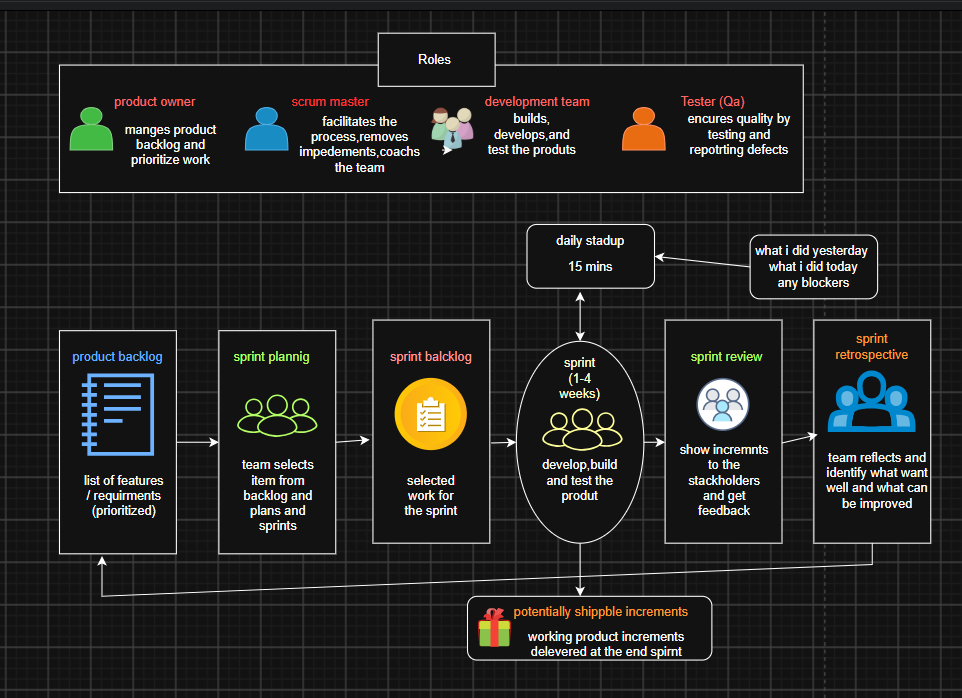 Roles
product owner
manges product
backlog and
prioritize work
scrum master
facilitates the
process,removes
impedements,coachs
the team
development team
builds,
develops,and
test the produts
Tester (Qa)
encures quality by
testing and
repotrting defects
daily stadup
15 mins
what i did yesterday
what i did today
any blockers
product backlog
list of features
/ requirments
(prioritized)
sprint plannig
team selects
item from
backlog and
plans and
sprints
sprint balcklog
selected
work for
the sprint
sprint
(1-4
weeks)
develop,build
and test the
produt
sprint review
show incremnts
to the
stackholders
and get
feedback
sprint
retrospective
team reflects and
identify what want
well and what can
be improved
potentially shippble increments
working product increments
delevered at the end spirnt